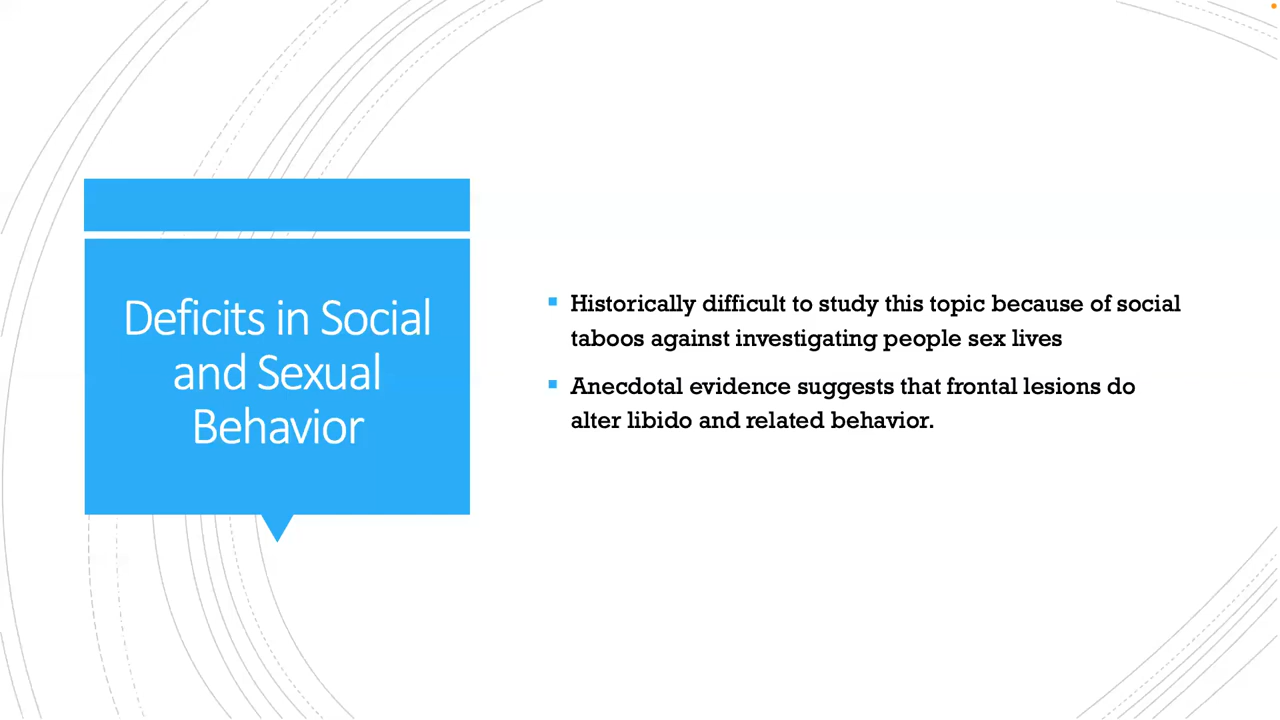 Deficits in Social
and Sexual
Behavior
Historically difficult to study this topic because of social
taboos against investigating people sex lives
Anecdotal evidence suggests that frontal lesions do
alter libido and related behavior.